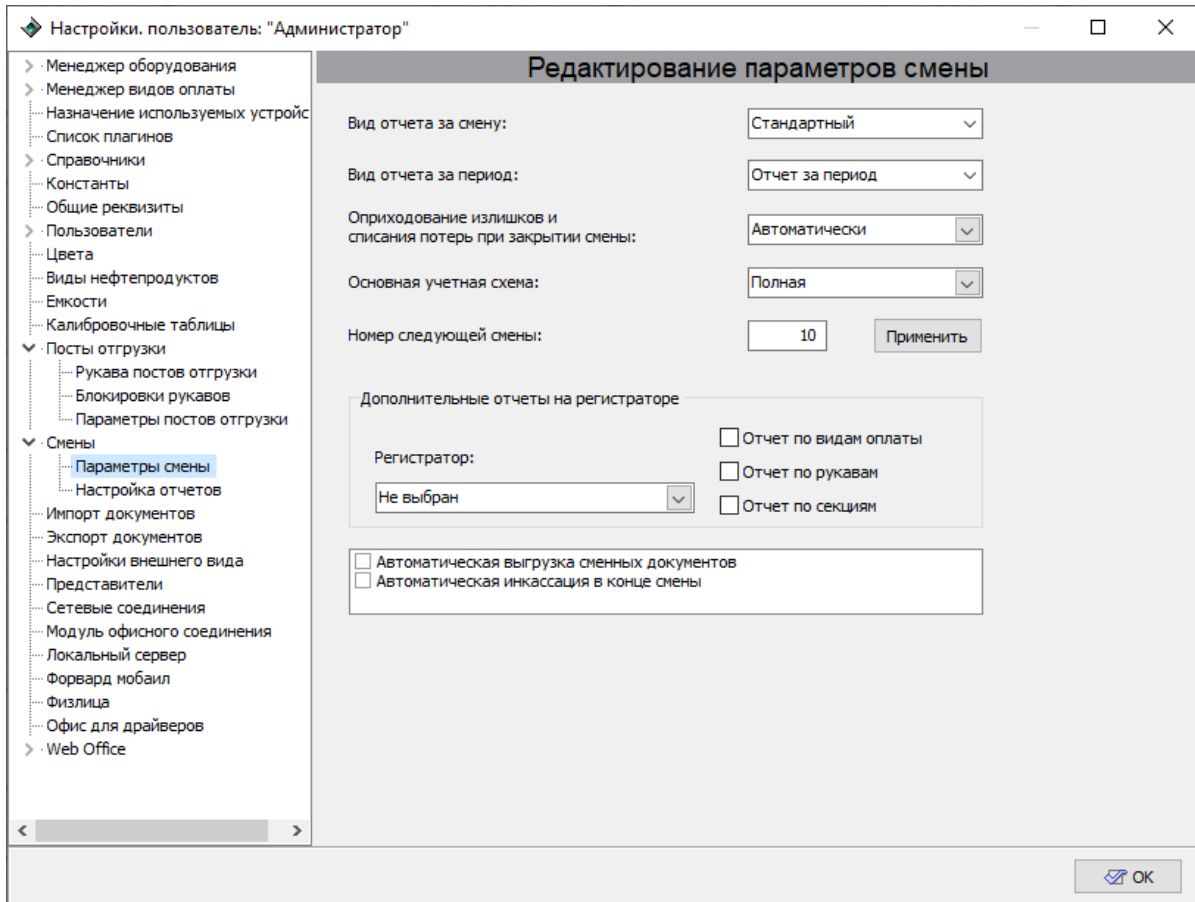 Настройки. пользователь: "Администратор"
Менеджер оборудования
Менеджер видов оплаты
Назначение используемых устройс
Список плагинов
Справочники
Константы
Общие реквизиты
Пользователи
Цвета
Виды нефтепродуктов
Емкости
Калибровочные таблицы
Посты отгрузки
Рукава постов отгрузки
Блокировки рукавов
Параметры постов отгрузки
Смены
Параметры смены
Настройка отчетов
Импорт документов
Экспорт документов
Настройки внешнего вида
Представители
Сетевые соединения
Модуль офисного соединения
Локальный сервер
Форвард мобаил
Физлица
Офис для драйверов
Web Office
Редактирование параметров смены
Вид отчета за смену:
Стандартный
Вид отчета за период:
Отчет за период
Оприходование излишков и
списания потерь при закрытии смены:
Автоматически
Основная учетная схема:
Полная
Номер следующей смены:
10
Применить
Дополнительные отчеты на регистраторе
Регистратор:
Не выбран
Отчет по видам оплаты
Отчет по рукавам
Отчет по секциям
Автоматическая выгрузка сменных документов
Автоматическая инкассация в конце смены
OK